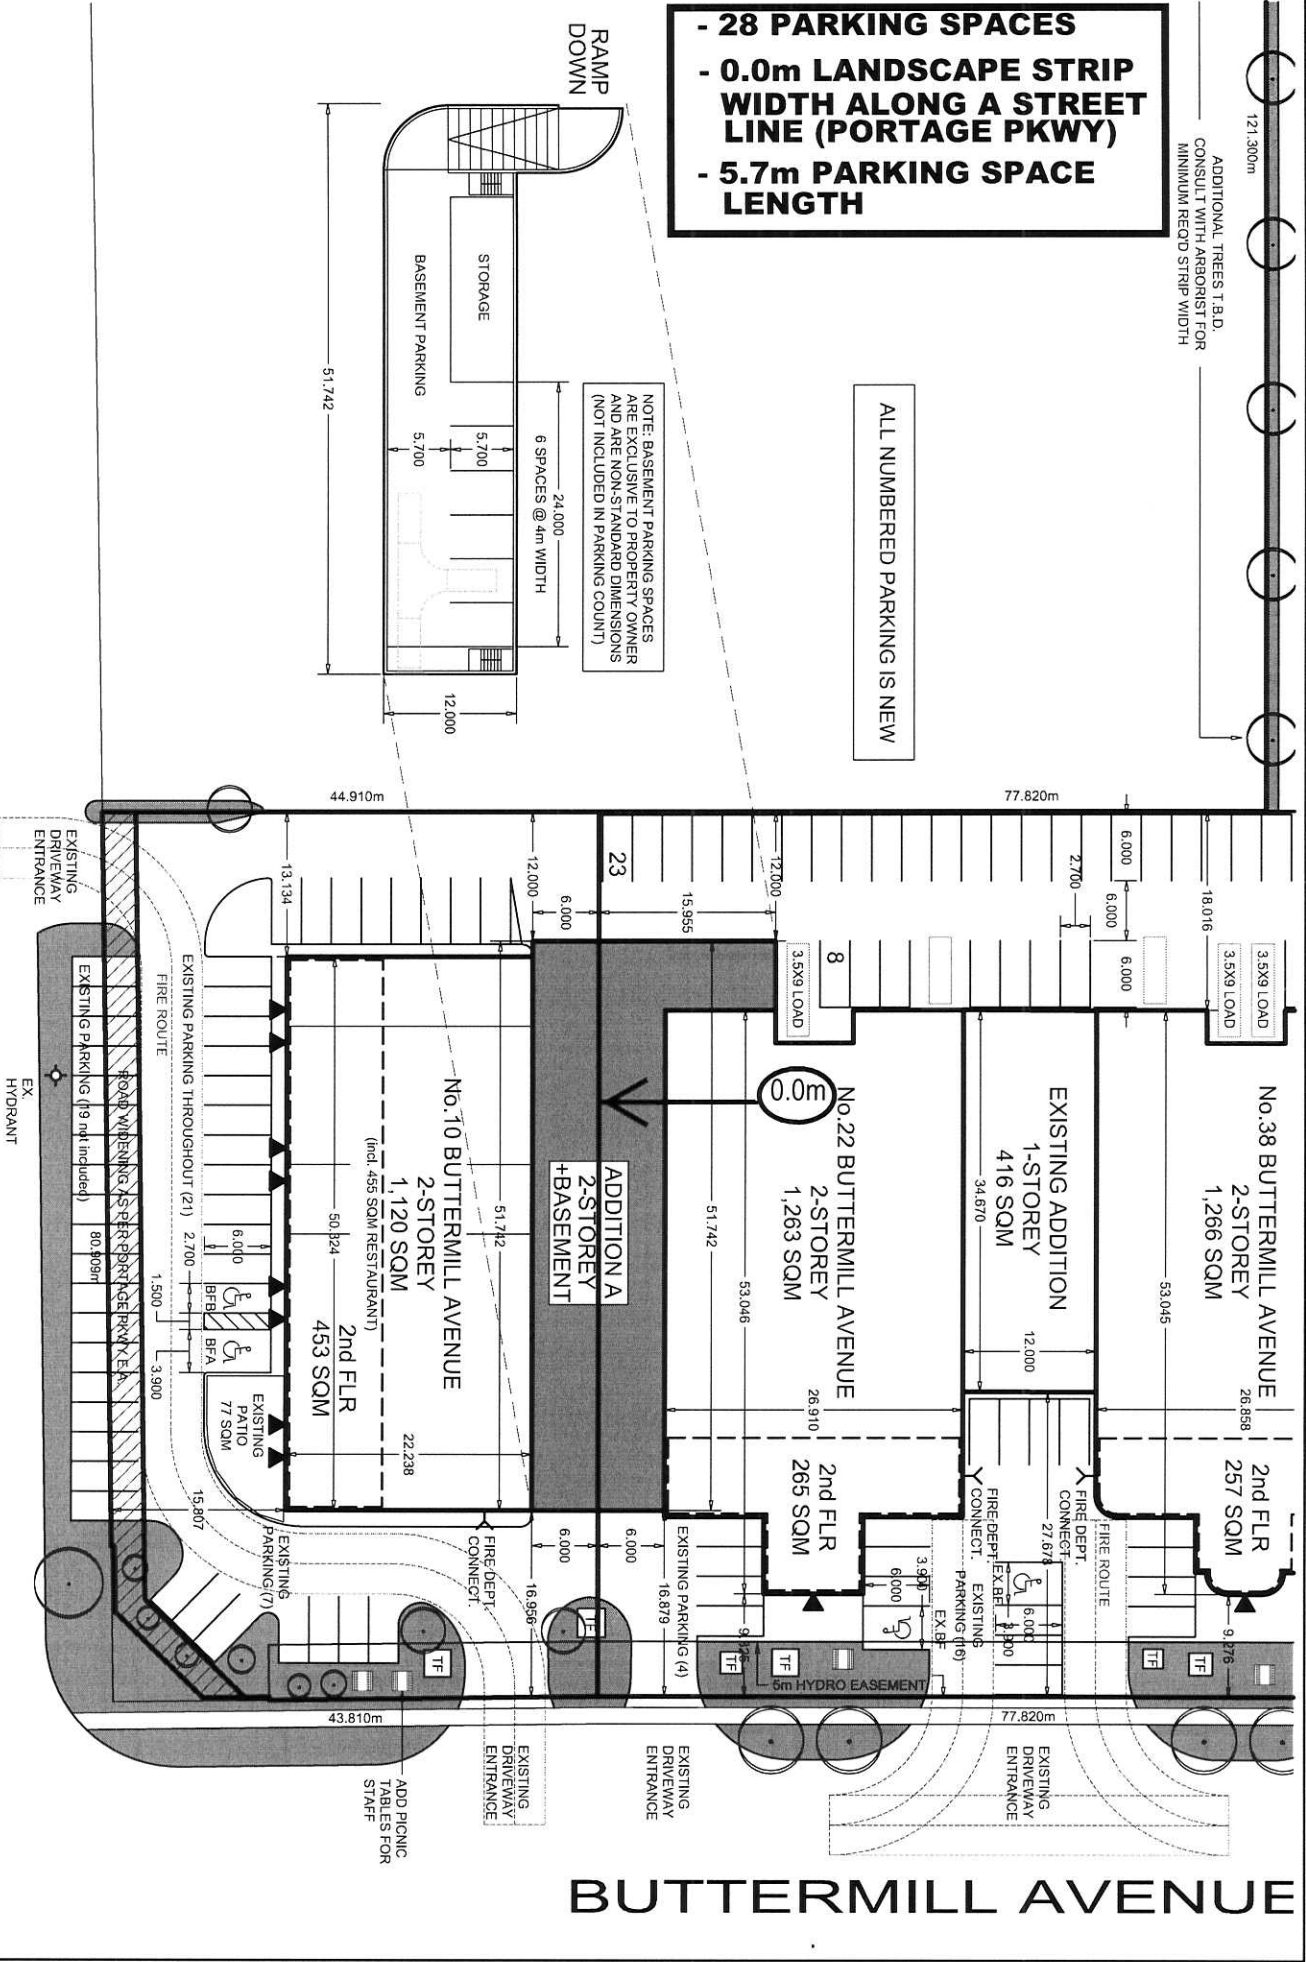 - 28 PARKING SPACES
- 0.0m LANDSCAPE STRIP
WIDTH ALONG A STREET
LINE (PORTAGE PKWY)
- 5.7m PARKING SPACE
LENGTH
121.300m
ADDITIONAL TREES T.B.D.
CONSULT WITH ARBORIST FOR
MINIMUM REQ'D STRIP WIDTH
RAMP
DOWN
STORAGE
BASEMENT PARKING
51.742
5.700
5.700
24.000
6 SPACES @ 4m WIDTH
12.000
NOTE: BASEMENT PARKING SPACES
ARE EXCLUSIVE TO PROPERTY OWNER
AND ARE NON-STANDARD DIMENSIONS
(NOT INCLUDED IN PARKING COUNT)
ALL NUMBERED PARKING IS NEW
44.910m
77.820m
13.134
12.000
6.000
23
15.955
12.000
2.700
6.000
6.000
6.000
18.016
3.5X9 LOAD
8
3.5X9 LOAD
3.5X9 LOAD
EXISTING
DRIVEWAY
ENTRANCE
EX.
HYDRANT
EXISTING PARKING (19 not included)
80.909m
ROAD WIDENING AS PER PORTAGE PKWY E.A.
FIRE ROUTE
EXISTING PARKING THROUGHOUT (21)
2.700
6.000
1.500
3.900
BFB
BFA
EXISTING
PATIO
77 SQM
15.807
No.10 BUTTERMILL AVENUE
2-STOREY
1,120 SQM
(incl. 455 SQM RESTAURANT)
50.324
2nd FLR
453 SQM
22.238
51.742
ADDITION A
2-STOREY
+BASEMENT
0.0m
51.742
No.22 BUTTERMILL AVENUE
2-STOREY
1,263 SQM
53.046
26.910
2nd FLR
265 SQM
EXISTING ADDITION
1-STOREY
416 SQM
34.670
12.000
No.38 BUTTERMILL AVENUE
2-STOREY
1,266 SQM
53.045
26.858
2nd FLR
257 SQM
EXISTING
PARKING (7)
FIRE DEPT.
CONNECT.
6.000
6.000
16.956
16.879
EXISTING PARKING (4)
3.900
6.000
FIRE DEPT.
CONNECT.
EX.BF
EXISTING
PARKING (16)
EX.BF
6.000
3.900
27.678
FIRE DEPT.
CONNECT.
FIRE ROUTE
9.276
TF
TF
TF
TF
TF
TF
5m HYDRO EASEMENT
43.810m
77.820m
ADD PICNIC
TABLES FOR
STAFF
EXISTING
DRIVEWAY
ENTRANCE
EXISTING
DRIVEWAY
ENTRANCE
EXISTING
DRIVEWAY
ENTRANCE
BUTTERMILL AVENUE